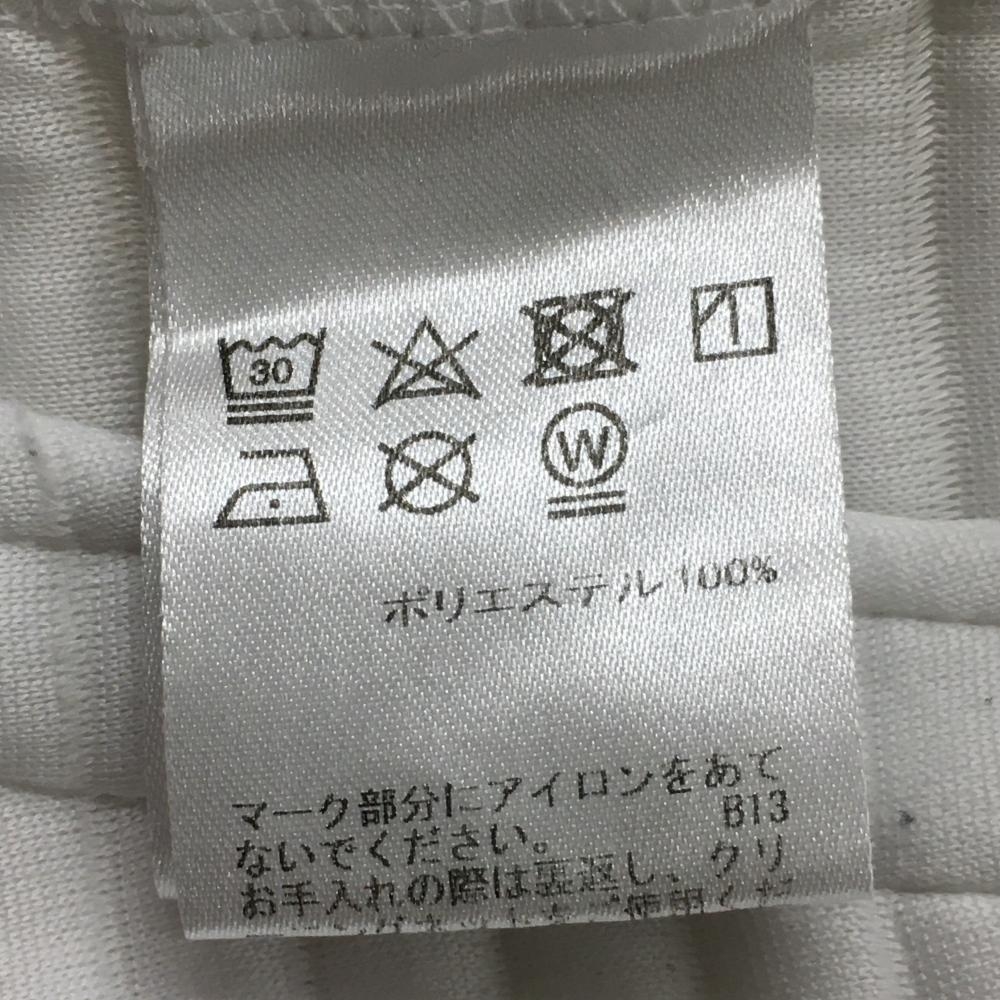 30
W
ポリエステル100%
マーク部分にアイロンをあて
B13
ないでください。
お手入れの際は裏返し、クリ